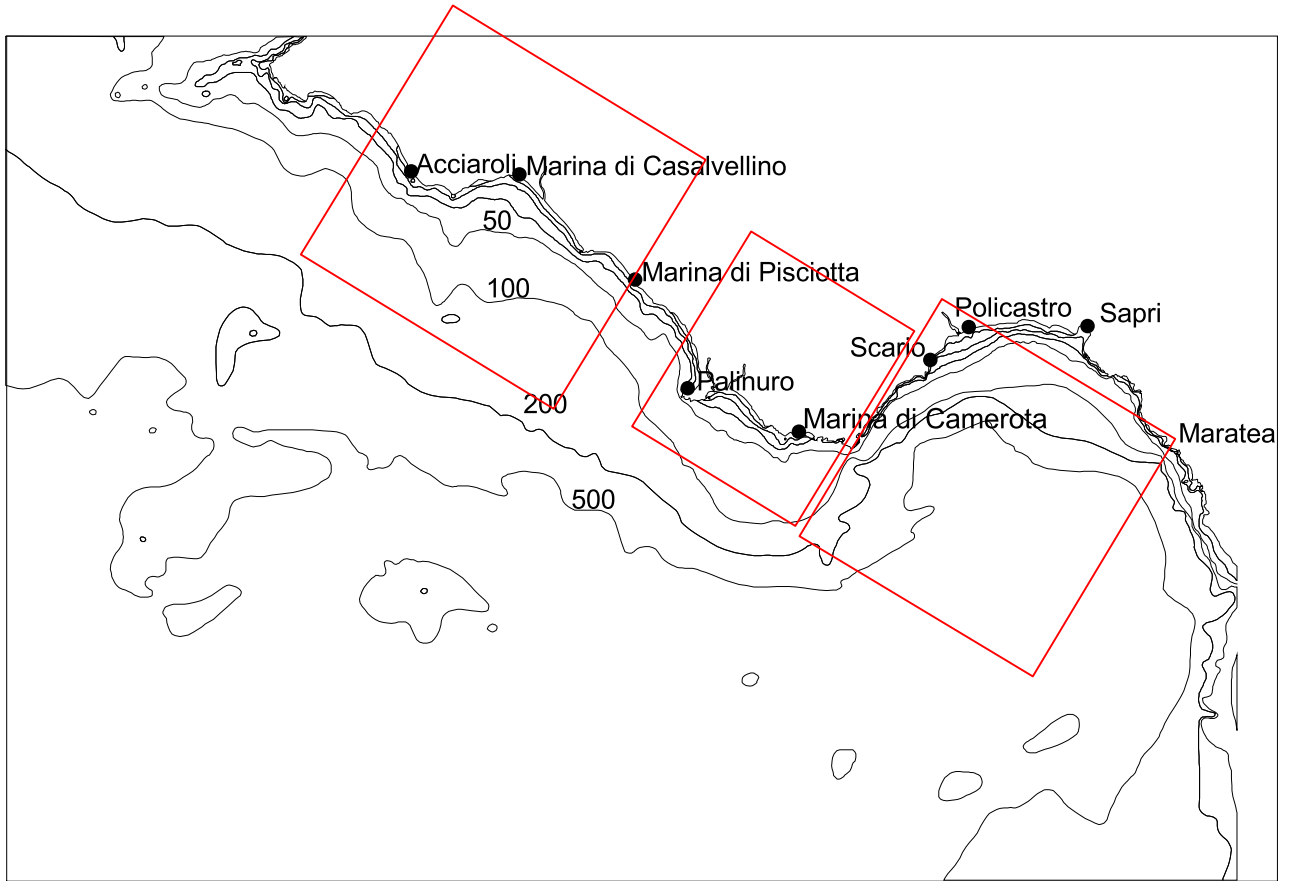 Acciaroli
Marina di Casalvellino
50
Marina di Pisciotta
100
Policastro
Sapri
Scario
Palinuro
200
Marina di Camerota
Maratea
500